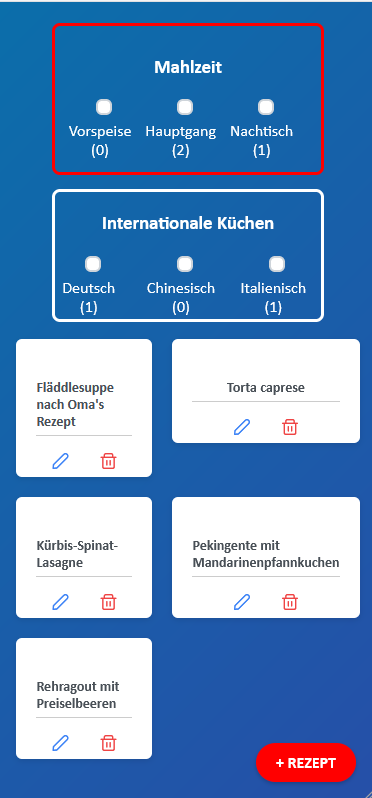 Mahlzeit
Vorspeise
(0)
Hauptgang
(2)
Nachtisch
(1)
Internationale Küchen
Deutsch
(1)
Chinesisch
(0)
Italienisch
(1)
Fläddlesuppe
nach Oma's
Rezept
Torta caprese
Kürbis-Spinat-
Lasagne
Pekingente mit
Mandarinenpfannkuchen
Rehragout mit
Preiselbeeren
+ REZEPT